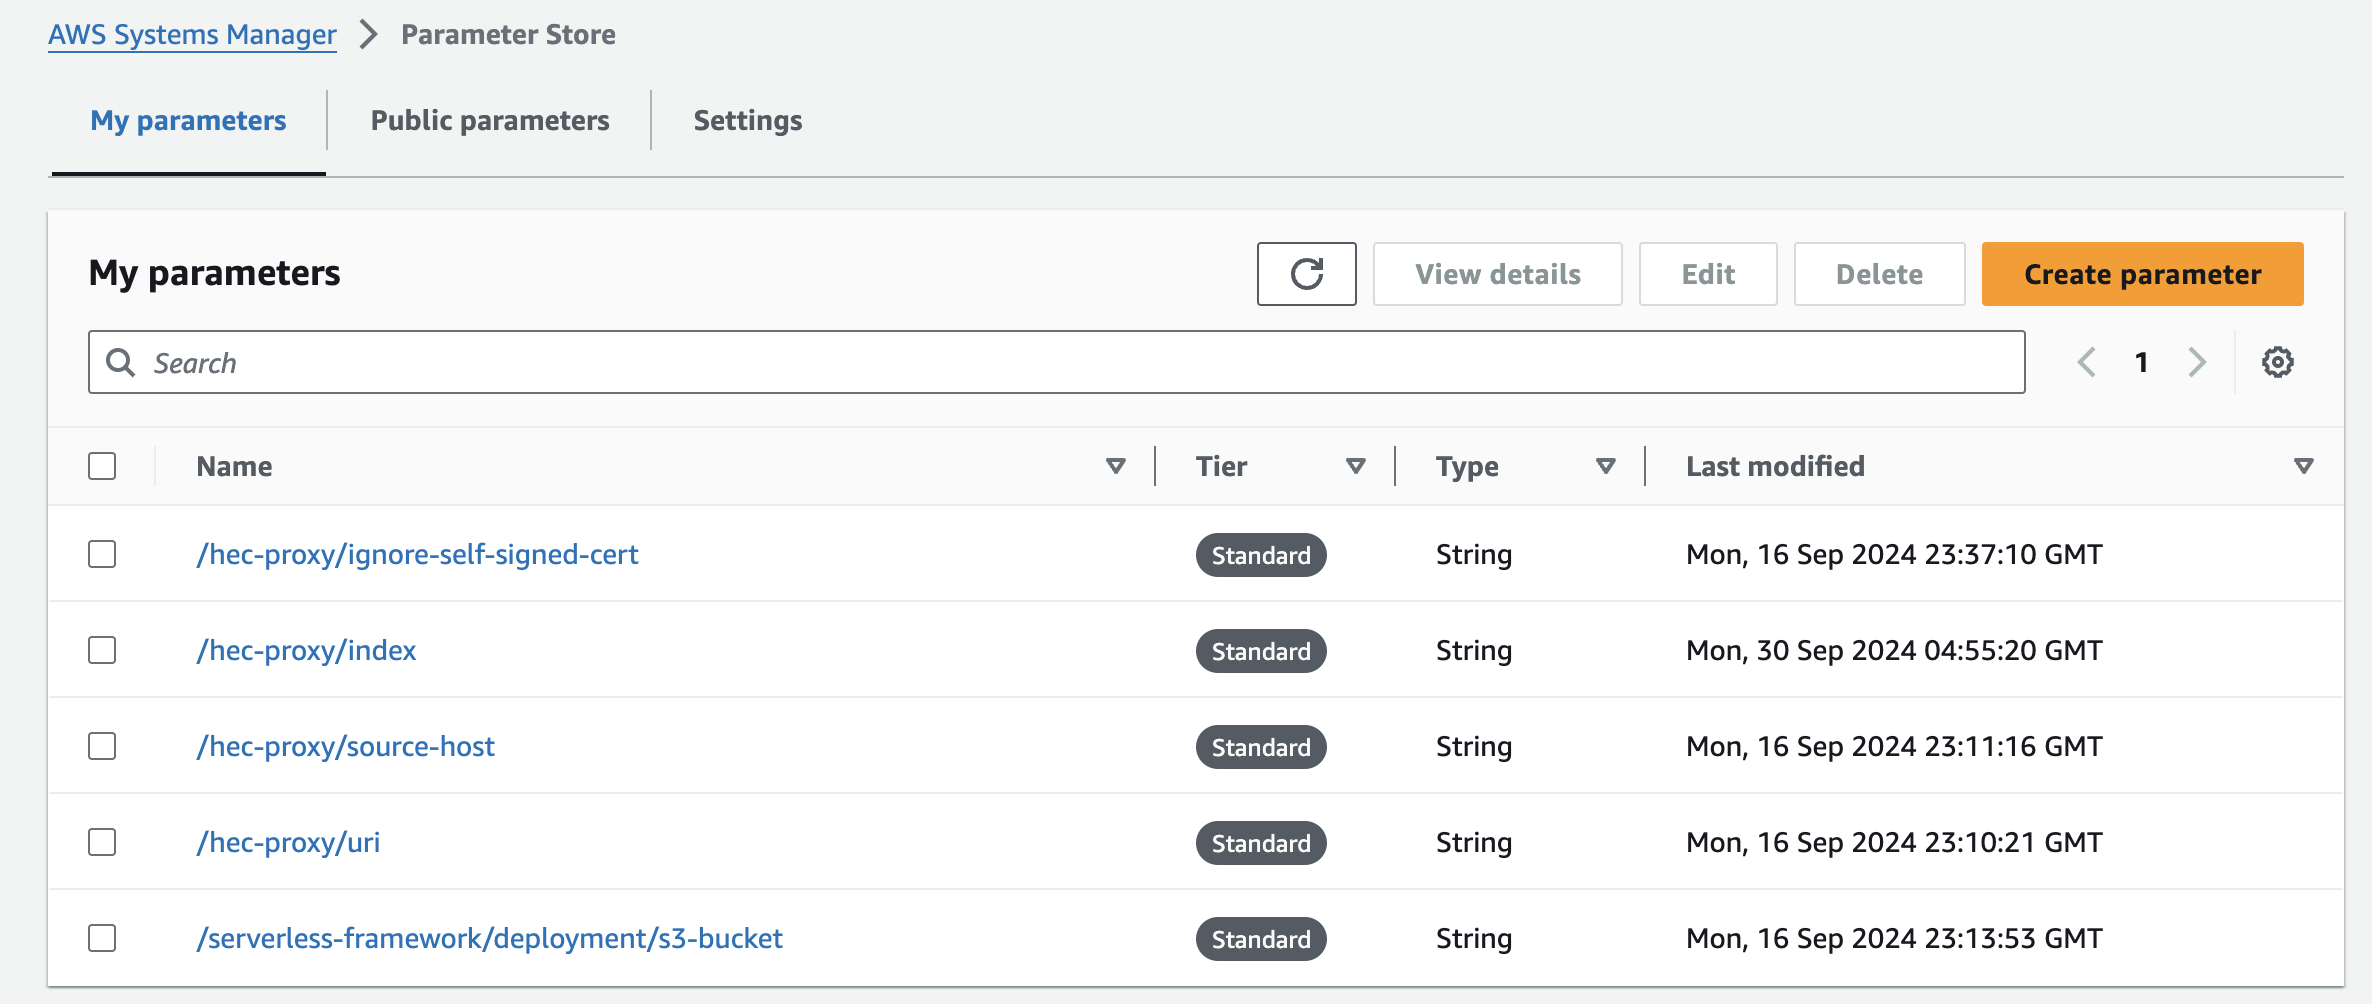 AWS Systems Manager > Parameter Store
My parameters Public parameters Settings
My parameters View details Edit Delete Create parameter
Search 1
Name Tier Type Last modified
/hec-proxy/ignore-self-signed-cert Standard String Mon, 16 Sep 2024 23:37:10 GMT
/hec-proxy/index Standard String Mon, 30 Sep 2024 04:55:20 GMT
/hec-proxy/source-host Standard String Mon, 16 Sep 2024 23:11:16 GMT
/hec-proxy/uri Standard String Mon, 16 Sep 2024 23:10:21 GMT
/serverless-framework/deployment/s3-bucket Standard String Mon, 16 Sep 2024 23:13:53 GMT